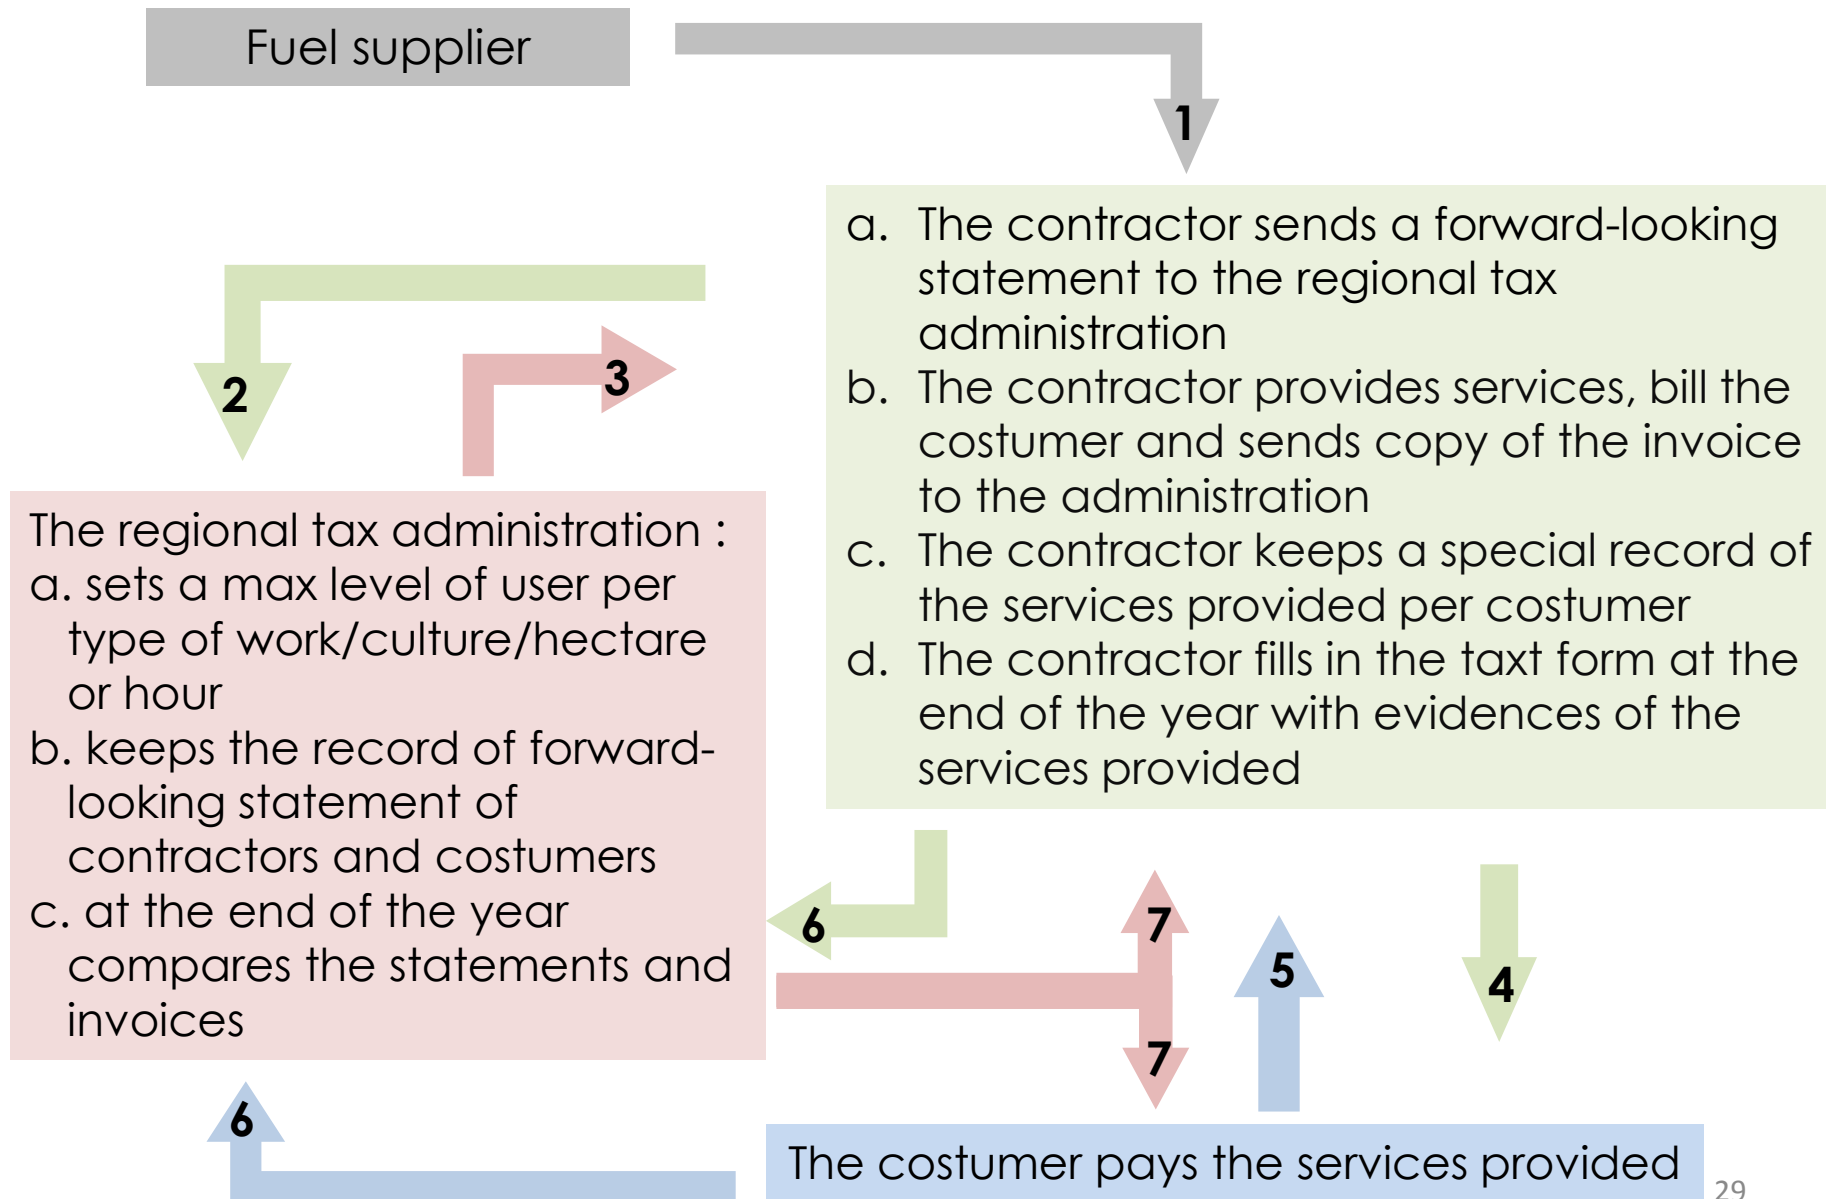 Fuel supplier
1
a. The contractor sends a forward-looking
statement to the regional tax
administration
b. The contractor provides services, bill the
costumer and sends copy of the invoice
to the administration
c. The contractor keeps a special record of
the services provided per costumer
d. The contractor fills in the taxt form at the
end of the year with evidences of the
services provided
2
3
The regional tax administration :
a. sets a max level of user per
type of work/culture/hectare
or hour
b. keeps the record of forward-
looking statement of
contractors and costumers
c. at the end of the year
compares the statements and
invoices
6
7
5
4
7
6
The costumer pays the services provided
29